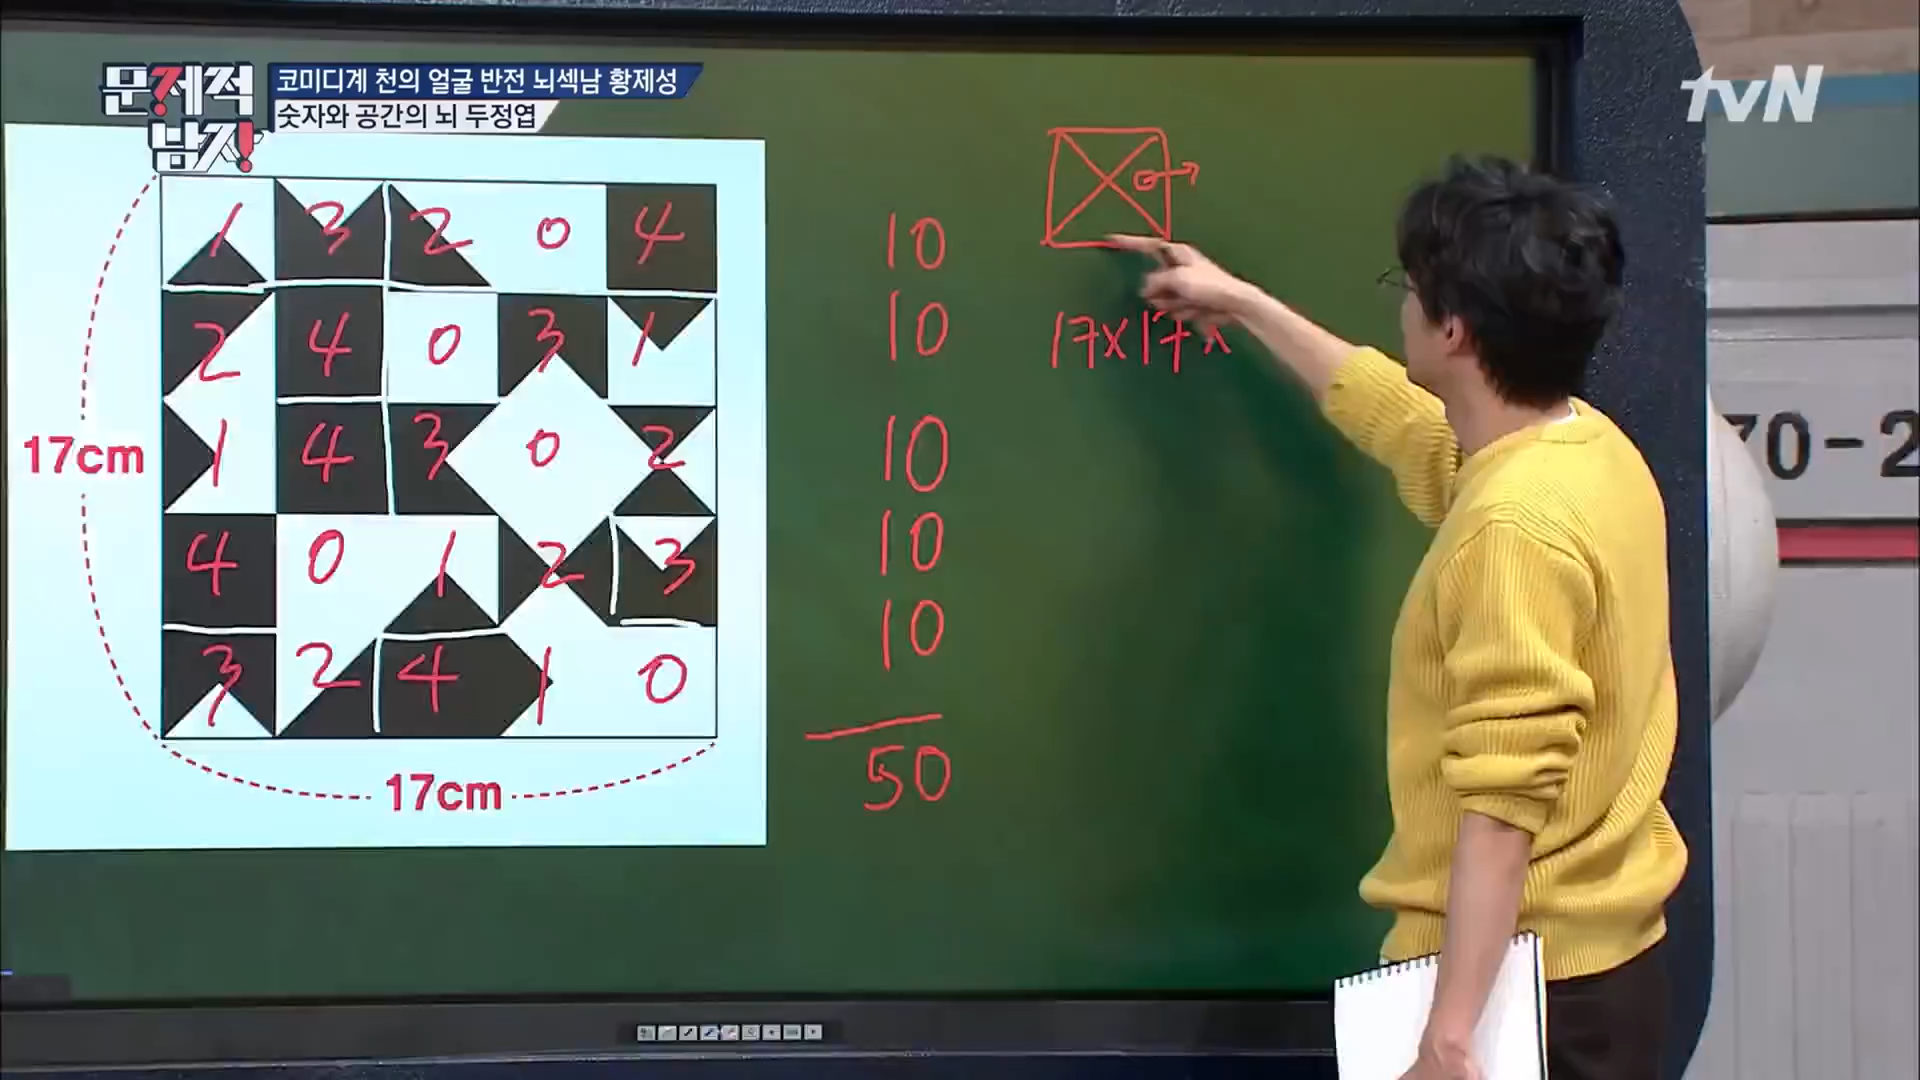 문제적
남자!
코미디계 천의 얼굴 반전 뇌섹남 황제성
숫자와 공간의 뇌 두정엽
tvN
1 3 2 0 4
2 4 0 3 1
1 4 3 0 2
4 0 1 2 3
3 2 4 1 0
17cm
17cm
10
10
10
10
10
50
17×17×
70-2